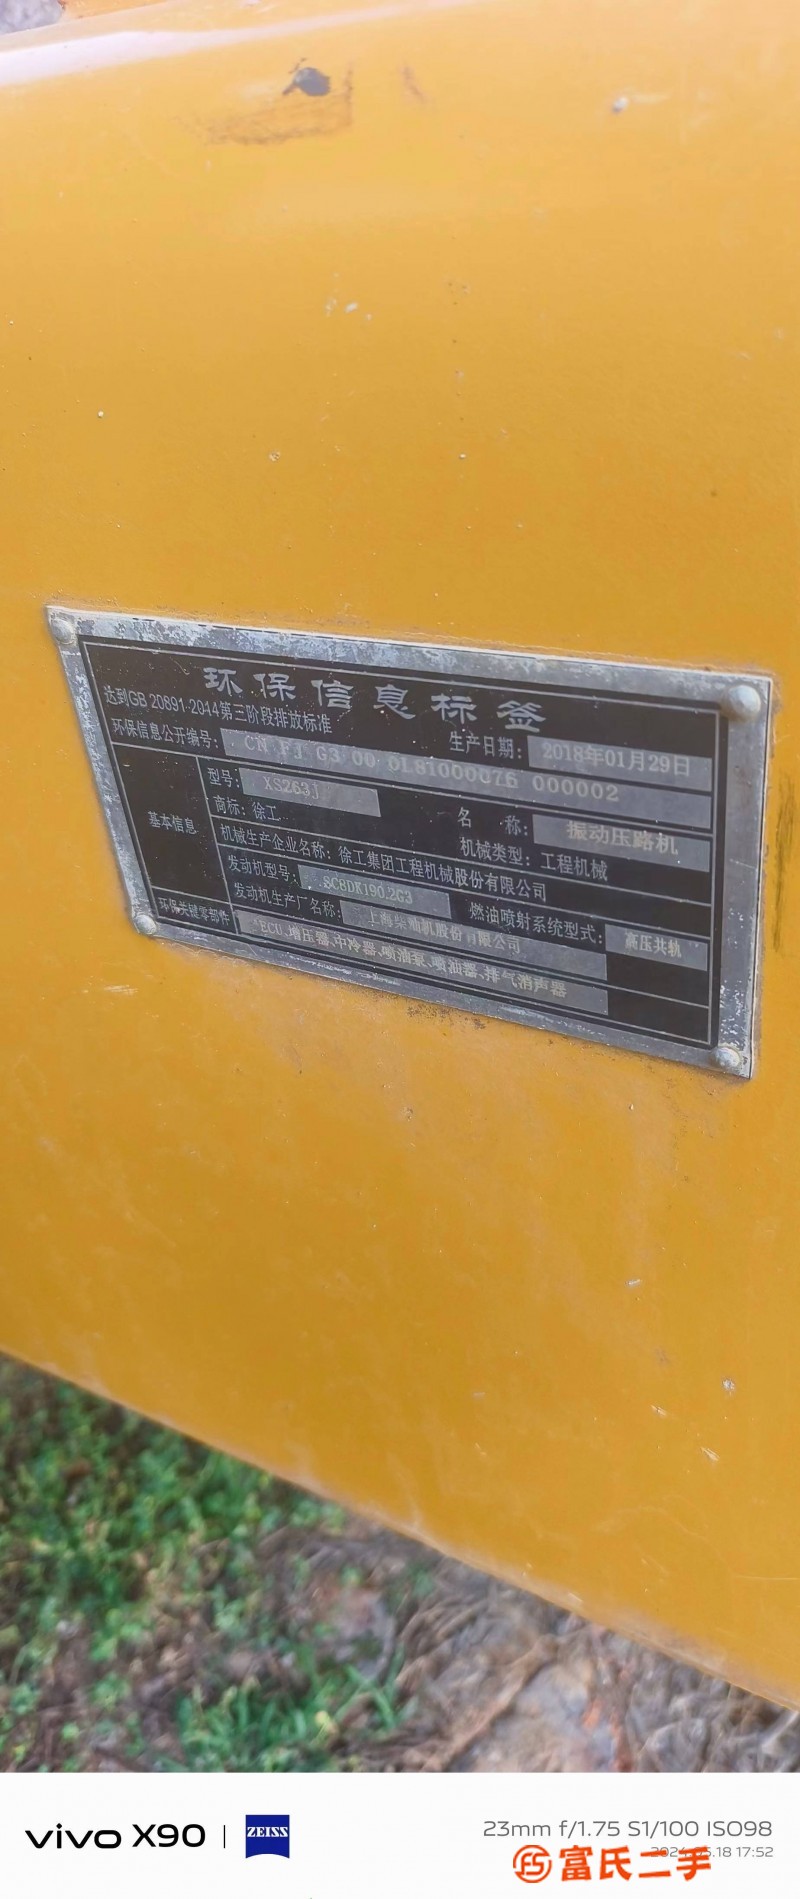 环保信息标签
达到GB 20891-2014第三阶段排放标准
生产日期: 2018年01月29日
环保信息公开编号: CN FJ G3 00 0L81000076 000002
基本信息
型号: XS263J
名 称: 振动压路机
商标: 徐工
机械类型: 工程机械
机械生产企业名称: 徐工集团工程机械股份有限公司
发动机型号: SC8DK190.2G3
燃油喷射系统型式: 高压共轨
发动机生产厂名称: 上海柴油机股份有限公司
环保关键零部件
ECU、增压器、中冷器、喷油泵、喷油器、排气消声器
vivo X90 | ZEISS
23mm f/1.75 S1/100 ISO98
2024.05.18 17:52
富氏二手